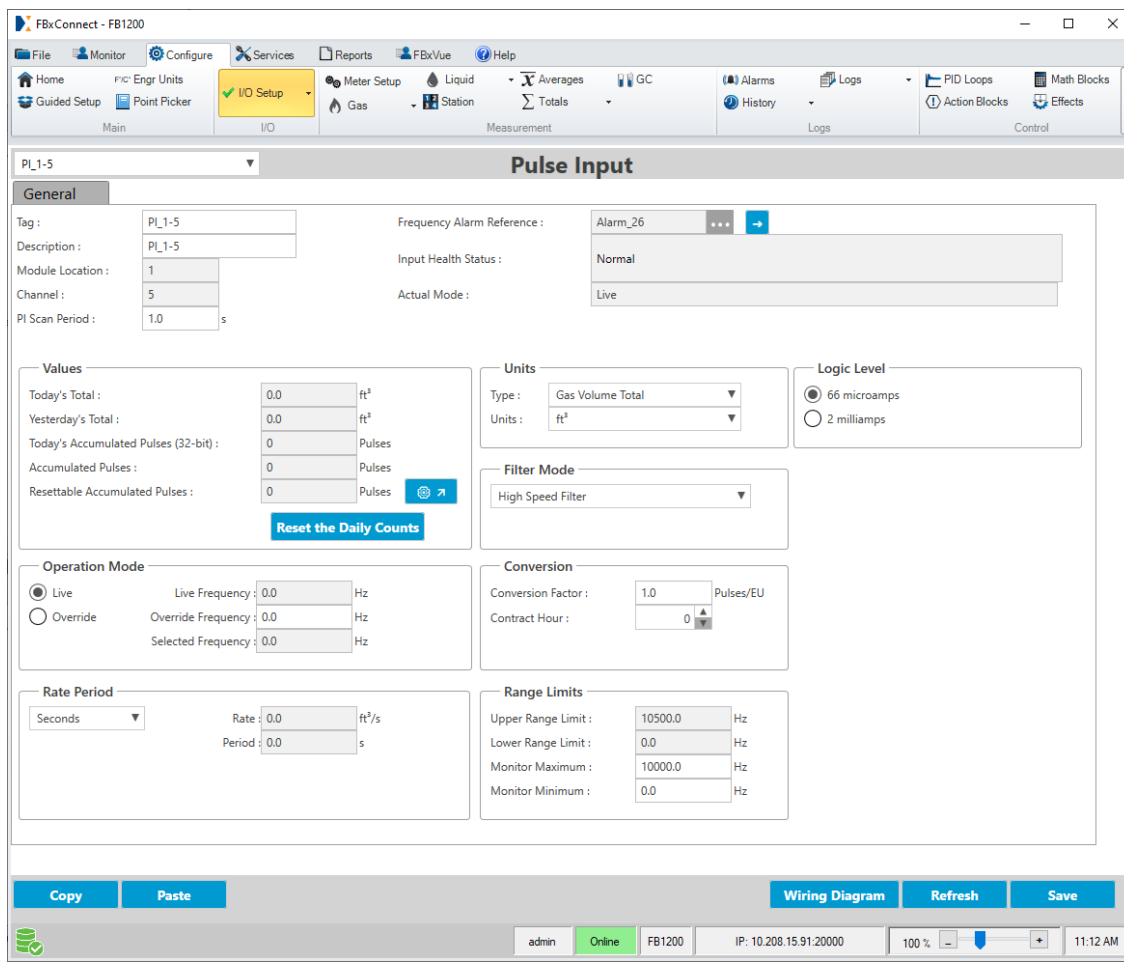 FBxConnect - FB1200
File Monitor Configure Services Reports FBxVue Help
Home Engr Units I/O Setup Meter Setup Liquid Averages GC Alarms Logs PID Loops Math Blocks
Guided Setup Point Picker Gas Station Totals History Action Blocks Effects
Main I/O Measurement Logs Control
PI_1-5 Pulse Input
General
Tag : PI_1-5 Frequency Alarm Reference : Alarm_26 ...
Description : PI_1-5
Input Health Status : Normal
Module Location : 1
Channel : 5 Actual Mode : Live
PI Scan Period : 1.0 s
Values Units Logic Level
Today's Total : 0.0 ft³ Type : Gas Volume Total 66 microamps
Yesterday's Total : 0.0 ft³ Units : ft³ 2 milliamps
Today's Accumulated Pulses (32-bit) : 0 Pulses
Accumulated Pulses : 0 Pulses Filter Mode
Resettable Accumulated Pulses : 0 Pulses High Speed Filter
Reset the Daily Counts
Operation Mode Conversion
Live Live Frequency : 0.0 Hz Conversion Factor : 1.0 Pulses/EU
Override Override Frequency : 0.0 Hz Contract Hour : 0
Selected Frequency : 0.0 Hz
Rate Period Range Limits
Seconds Rate : 0.0 ft³/s Upper Range Limit : 10500.0 Hz
Period : 0.0 s Lower Range Limit : 0.0 Hz
Monitor Maximum : 10000.0 Hz
Monitor Minimum : 0.0 Hz
Copy Paste Wiring Diagram Refresh Save
admin Online FB1200 IP: 10.208.15.91:20000 100 % - + 11:12 AM